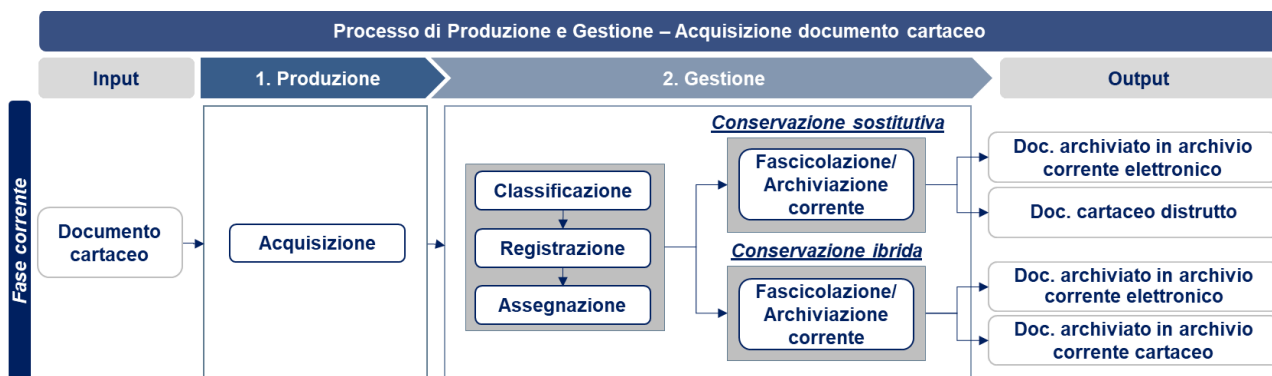 Processo di Produzione e Gestione – Acquisizione documento cartaceo
Input
1. Produzione
2. Gestione
Output
Fase corrente
Documento
cartaceo
Acquisizione
Classificazione
Registrazione
Assegnazione
Conservazione sostitutiva
Fascicolazione/
Archiviazione
corrente
Conservazione ibrida
Fascicolazione/
Archiviazione
corrente
Doc. archiviato in archivio
corrente elettronico
Doc. cartaceo distrutto
Doc. archiviato in archivio
corrente elettronico
Doc. archiviato in archivio
corrente cartaceo